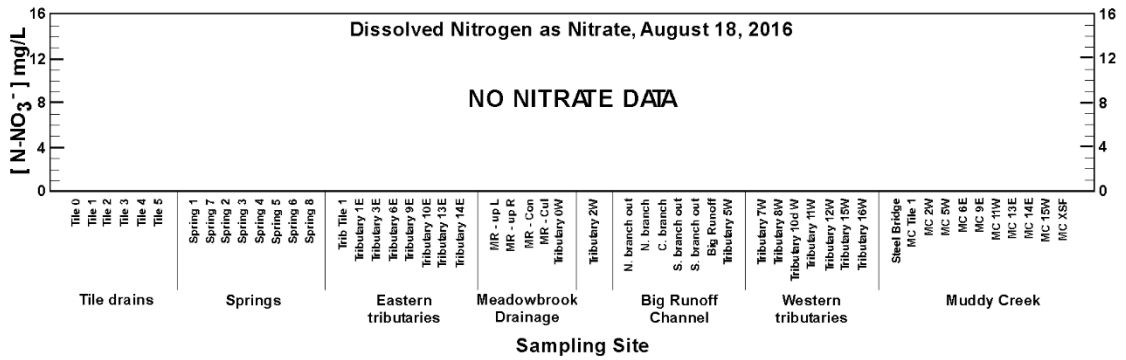 Dissolved Nitrogen as Nitrate, August 18, 2016
[ N-NO3- ] mg/L
16
12
8
4
0
NO NITRATE DATA
16
12
8
4
0
Tile 0
Tile 1
Tile 2
Tile 3
Tile 4
Tile 5
Spring 1
Spring 7
Spring 2
Spring 3
Spring 4
Spring 5
Spring 6
Spring 8
Trib Tile 1
Tributary 1E
Tributary 3E
Tributary 6E
Tributary 9E
Tributary 10E
Tributary 13E
Tributary 14E
MR - up L
MR - up R
MR - Con
MR - Cul
Tributary 0W
Tributary 2W
N. branch out
N. branch
C. branch
S. branch out
S. branch out
Big Runoff
Tributary 5W
Tributary 7W
Tributary 8W
Tributary 10d W
Tributary 11W
Tributary 12W
Tributary 15W
Tributary 16W
Steel Bridge
MC Tile 1
MC 2W
MC 5W
MC 6E
MC 9E
MC 11W
MC 13E
MC 14E
MC 15W
MC XSF
Tile drains
Springs
Eastern
tributaries
Meadowbrook
Drainage
Big Runoff
Channel
Western
tributaries
Muddy Creek
Sampling Site